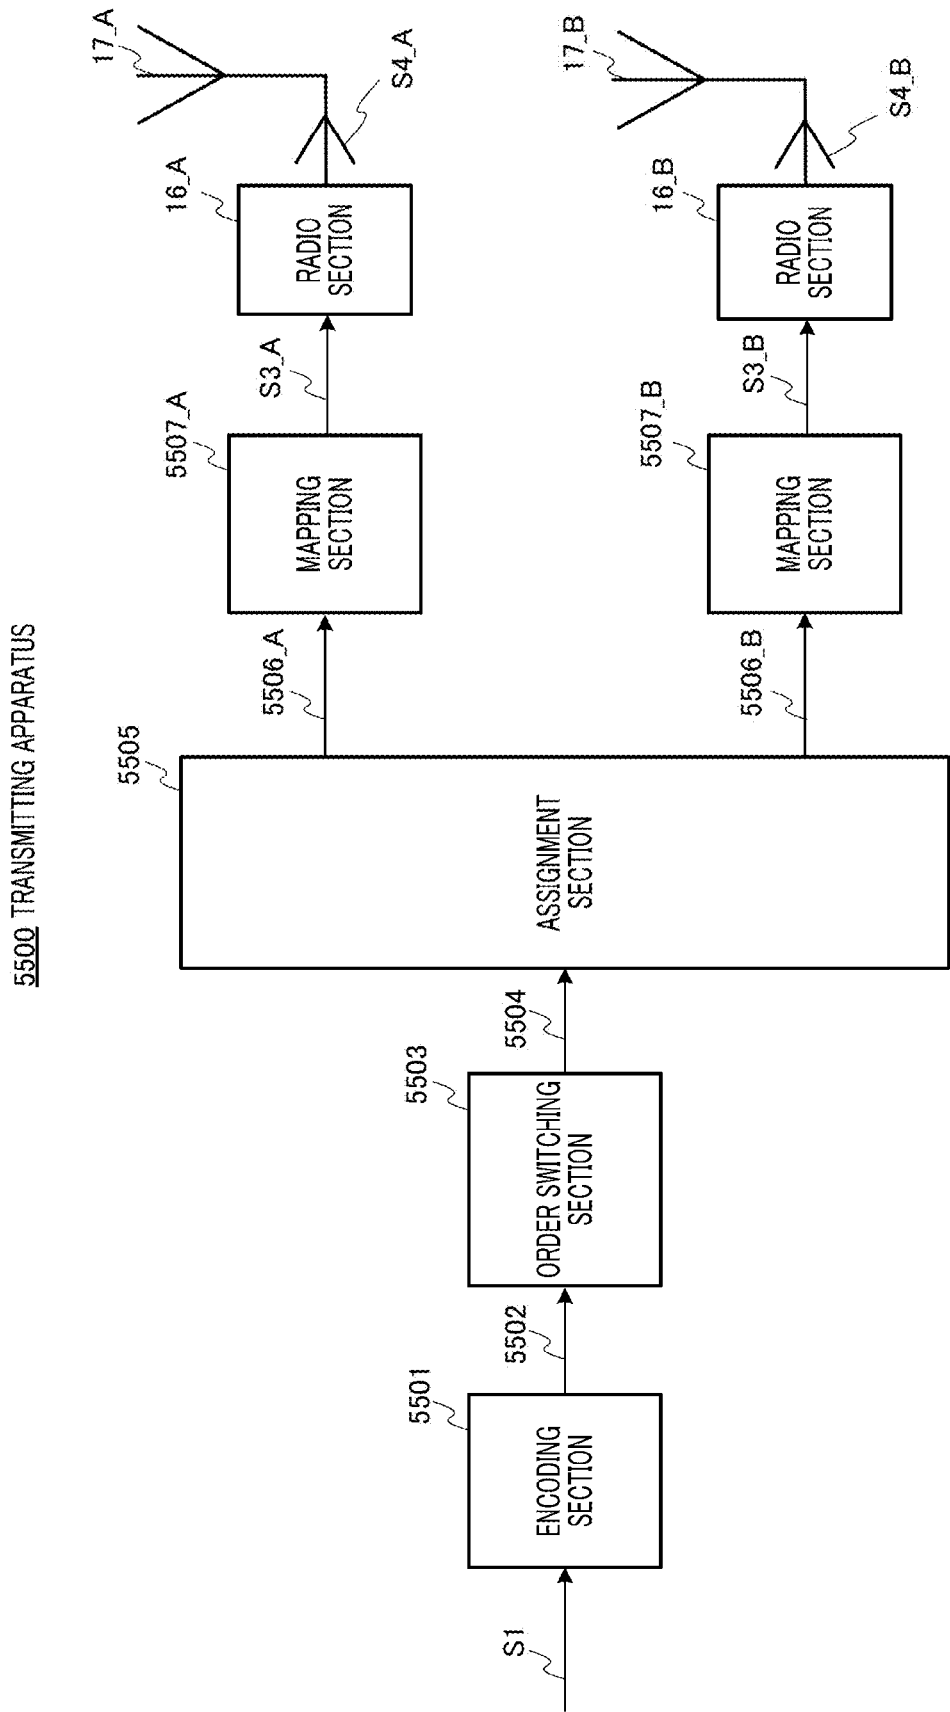 5500 TRANSMITTING APPARATUS
S1
5501
ENCODING
SECTION
5502
5503
ORDER SWITCHING
SECTION
5504
5505
ASSIGNMENT
SECTION
5506_A
5507_A
MAPPING
SECTION
S3_A
16_A
RADIO
SECTION
S4_A
17_A
5506_B
5507_B
MAPPING
SECTION
S3_B
16_B
RADIO
SECTION
S4_B
17_B